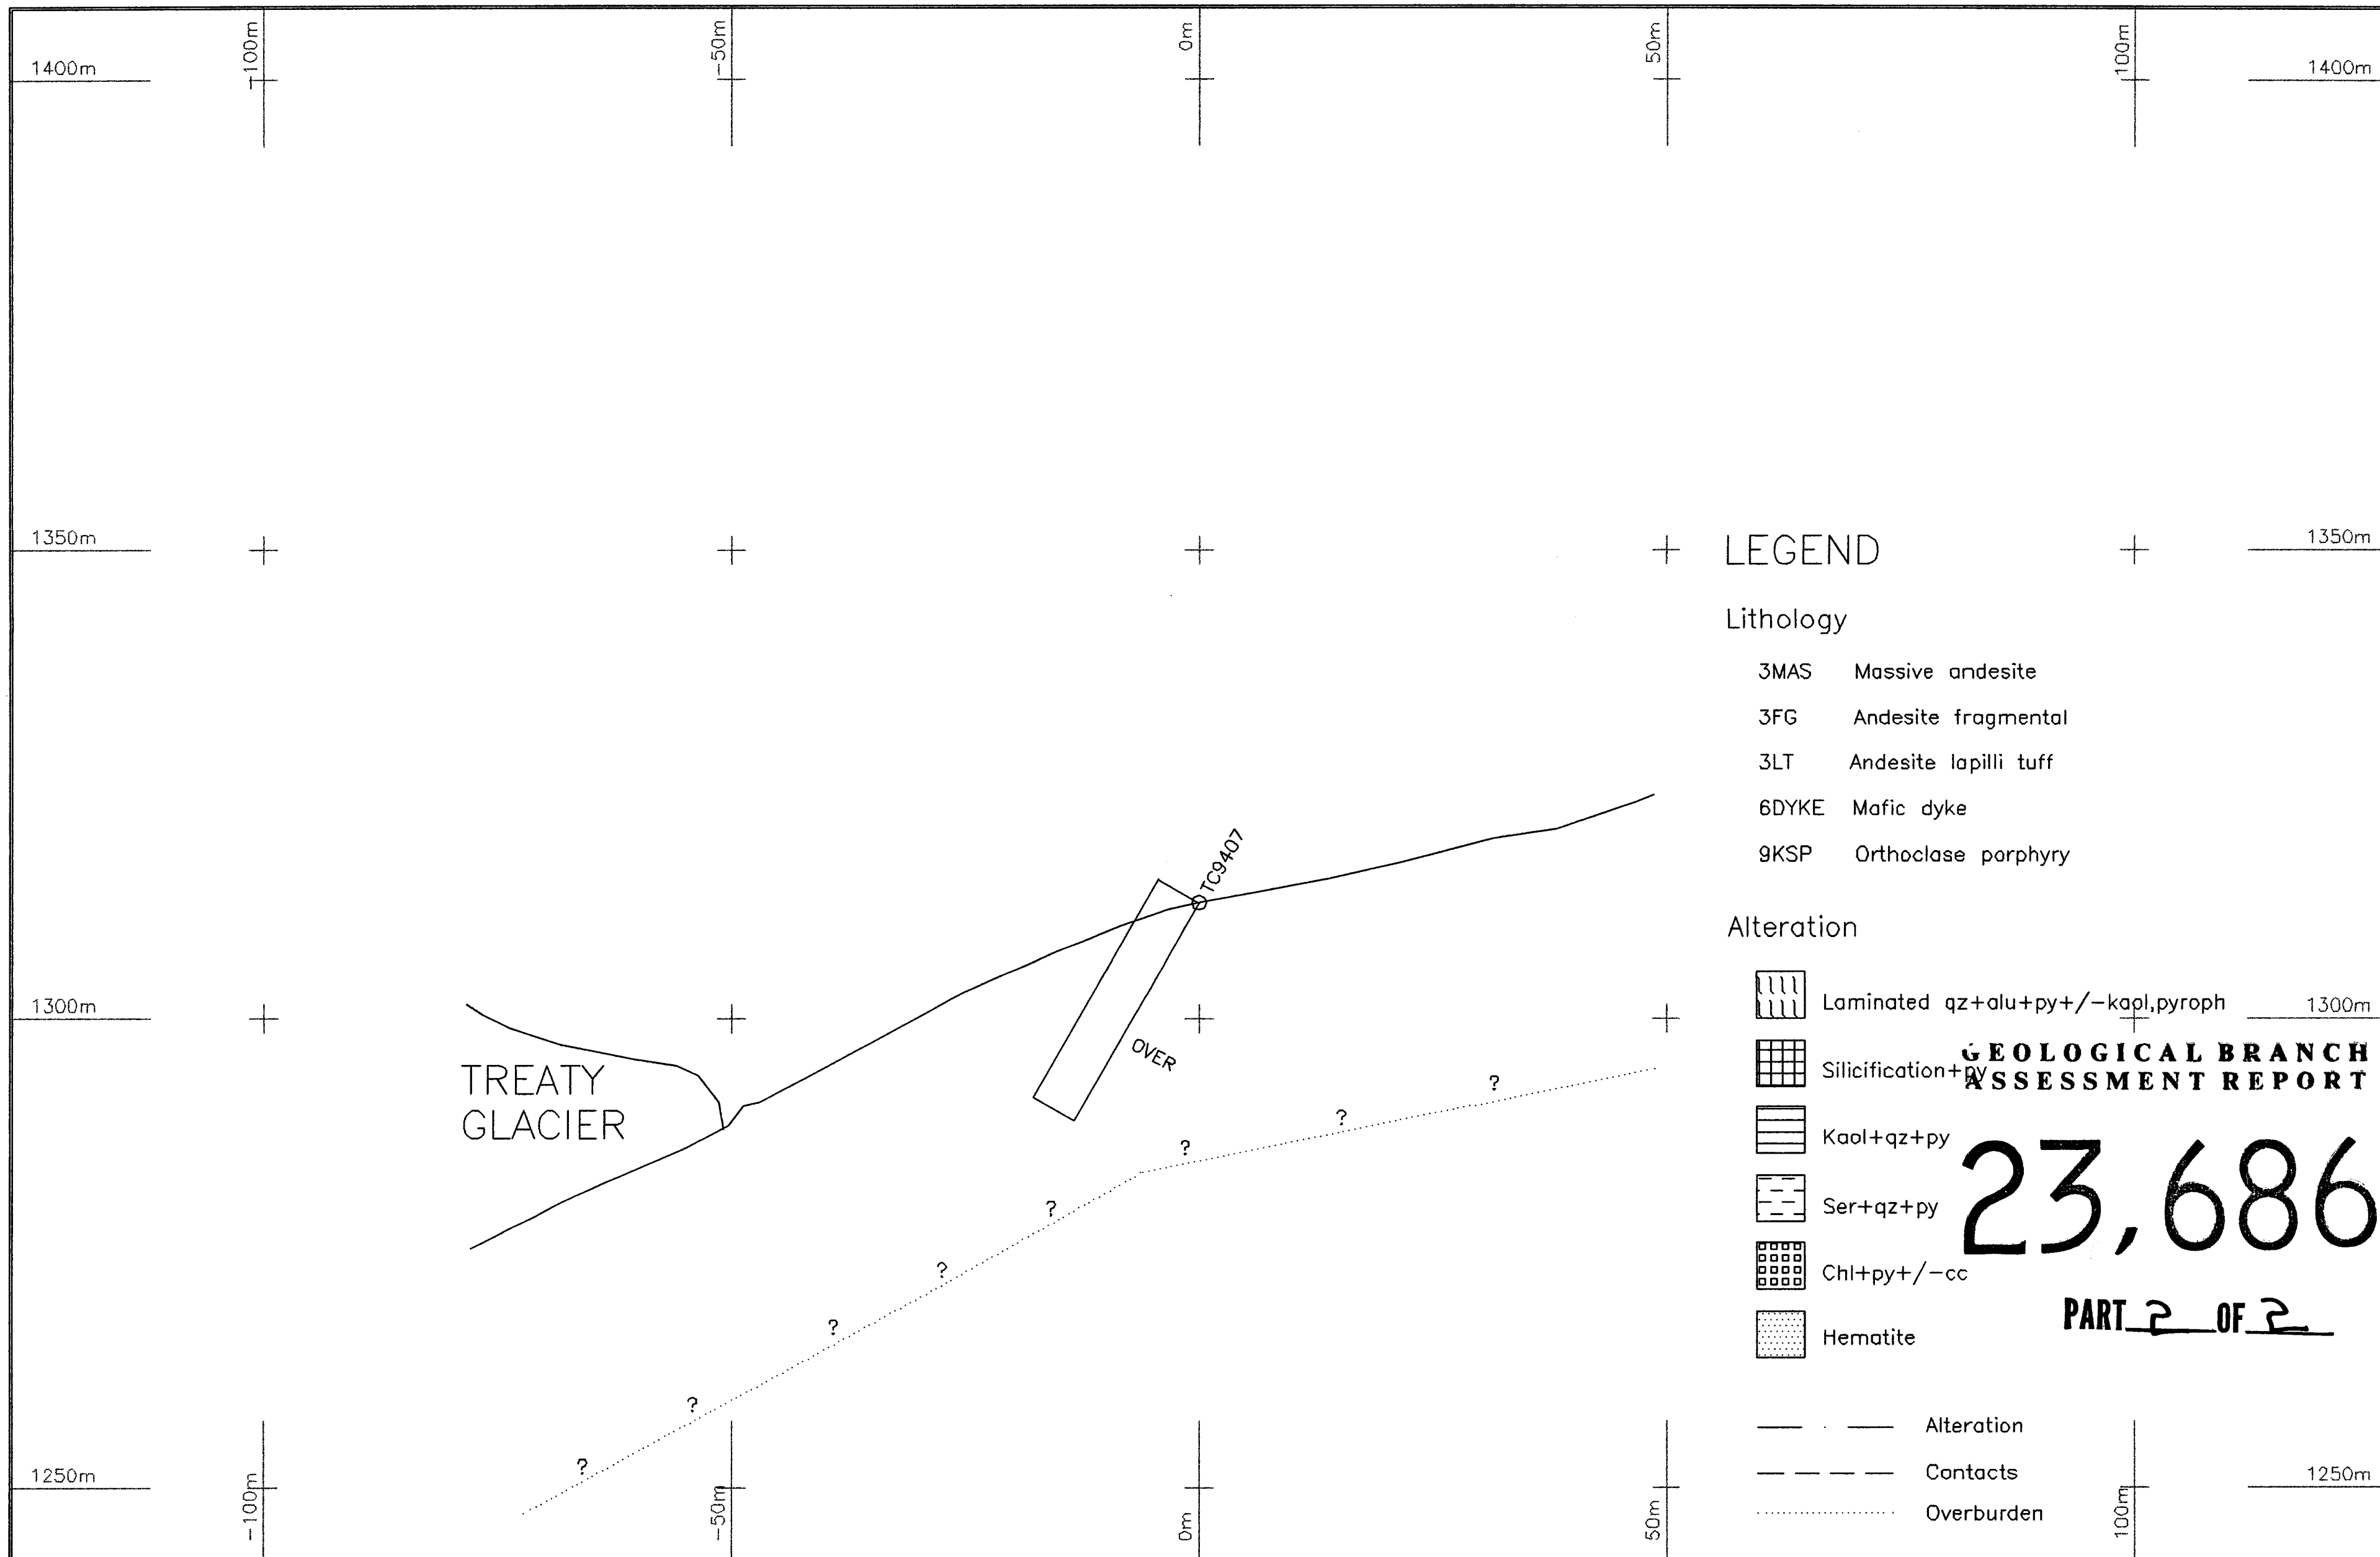 -100m
-50m
0m
50m
100m
1400m
1400m
1350m
1350m
LEGEND
Lithology
3MAS Massive andesite
3FG Andesite fragmental
3LT Andesite lapilli tuff
6DYKE Mafic dyke
9KSP Orthoclase porphyry
TC9407
OVER
Alteration
Laminated qz+alu+py+/-kaol,pyroph
1300m
1300m
TREATY
GLACIER
Silicification+py
GEOLOGICAL BRANCH
ASSESSMENT REPORT
Kaol+qz+py
23,686
Ser+qz+py
Chl+py+/-cc
PART 2 OF 2
Hematite
?
?
?
?
?
?
?
?
Alteration
Contacts
Overburden
1250m
1250m
-100m
-50m
0m
50m
100m